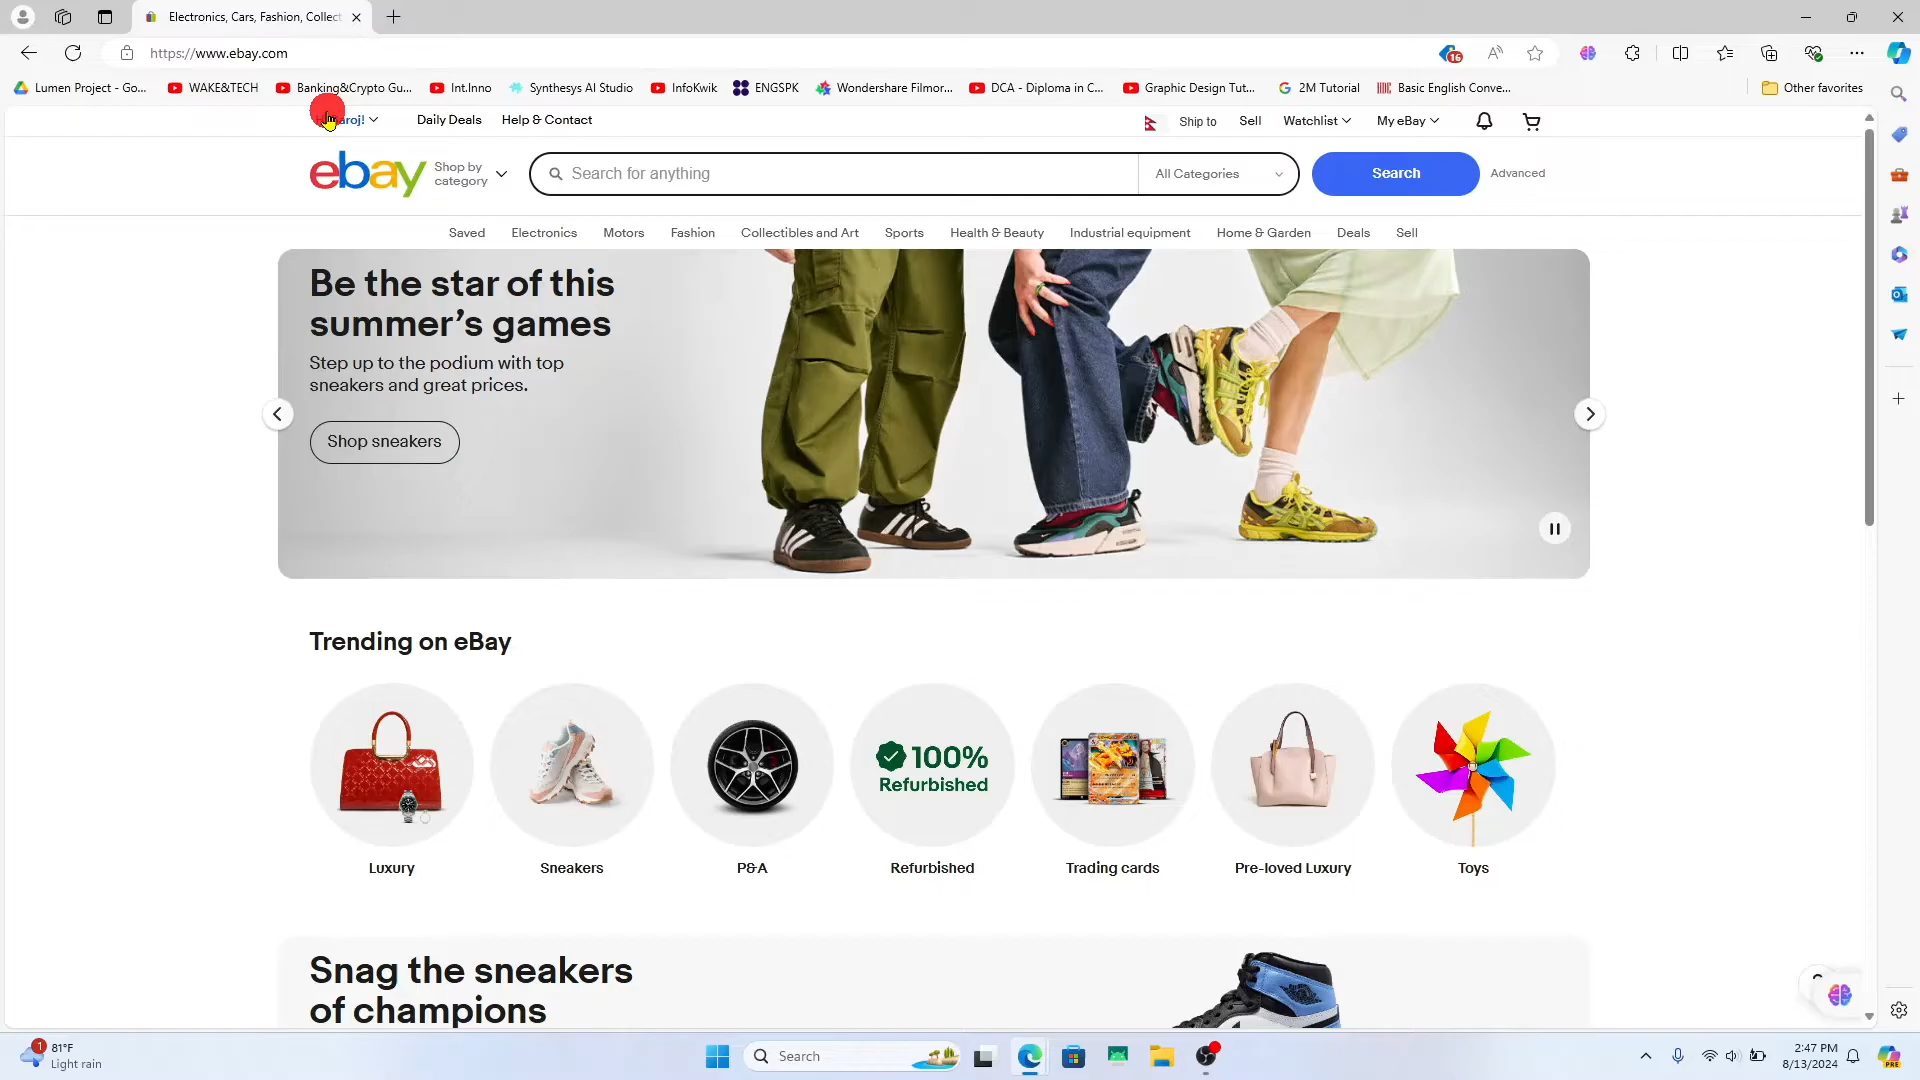 Electronics, Cars, Fashion, Collect
https://www.ebay.com
16
Lumen Project - Go...
WAKE&TECH
Banking&Crypto Gu...
Int.Inno
Synthesys AI Studio
InfoKwik
ENGSPK
Wondershare Filmor...
DCA - Diploma in C...
Graphic Design Tut...
2M Tutorial
Basic English Conve...
Other favorites
Daily Deals
Help & Contact
Ship to
Sell
Watchlist
My eBay
ebay
Shop by
category
Search for anything
All Categories
Search
Advanced
Saved
Electronics
Motors
Fashion
Collectibles and Art
Sports
Health & Beauty
Industrial equipment
Home & Garden
Deals
Sell
Be the star of this
summer’s games
Step up to the podium with top
sneakers and great prices.
Shop sneakers
Trending on eBay
100%
Refurbished
Luxury
Sneakers
P&A
Refurbished
Trading cards
Pre-loved Luxury
Toys
Snag the sneakers
of champions
1
81°F
Light rain
Search
2:47 PM
8/13/2024
PRE